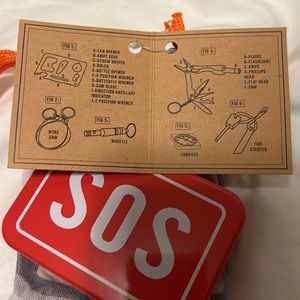 FIG 1:
A-CAN OPENER
B-KNIFE EDGE
C-SCREW DRIVER
D-RULER
E-BOTTLE OPENER
F-4 POSITION WRENCH
G-BUTTERFLY WRENCH
H-SAW BLADE
I-DIRECTION ANCILLARY
INDICATOR
J-2 POSITION WRENCH
FIG 2:
WIRE
SAW
FIG 3:
WHISTLE
FIG 4:
A-PLIERS
B-FLASHLIGHT
C-KNIFE
D-PHILLIPS
HEAD
E-FLAT HEAD
F-SAW
FIG 5:
COMPASS
FIG 6:
FIRE
STARTER
SOS